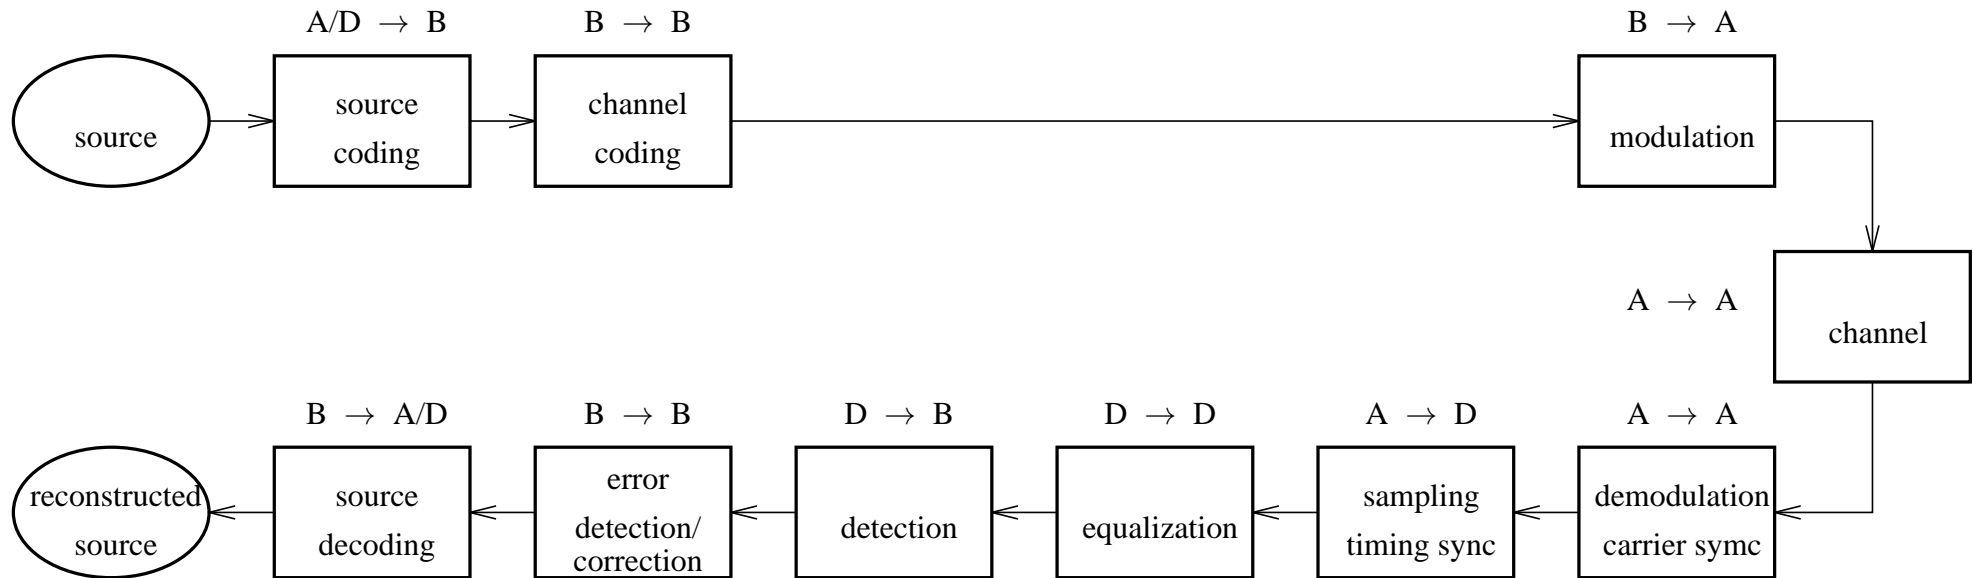 A/D → B
B → B
B → A
source
source
coding
channel
coding
modulation
A → A
channel
B → A/D
B → B
D → B
D → D
A → D
A → A
reconstructed
source
source
decoding
error
detection/
correction
detection
equalization
sampling
timing sync
demodulation
carrier symc